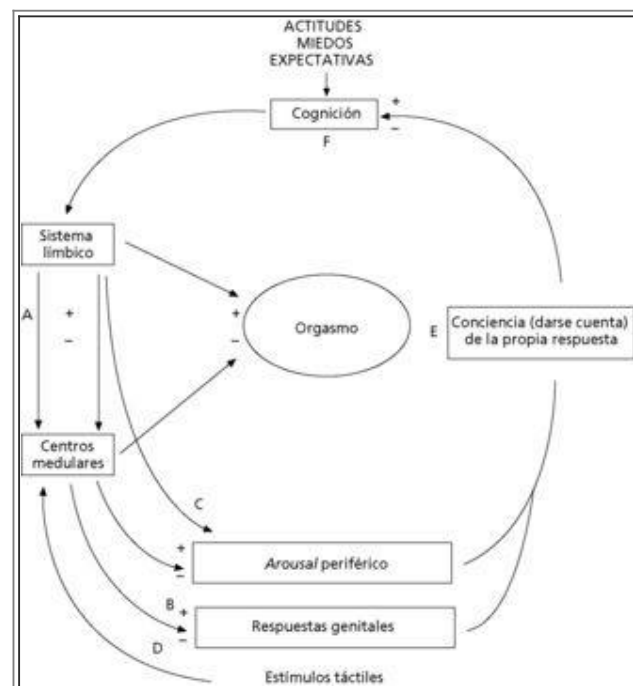 ACTITUDES
MIEDOS
EXPECTATIVAS
Cognición
+
−
F
Sistema
límbico
A
+
−
+
−
Orgasmo
E
Conciencia (darse cuenta)
de la propia respuesta
Centros
medulares
C
+
−
Arousal periférico
B
+
−
Respuestas genitales
D
Estímulos táctiles